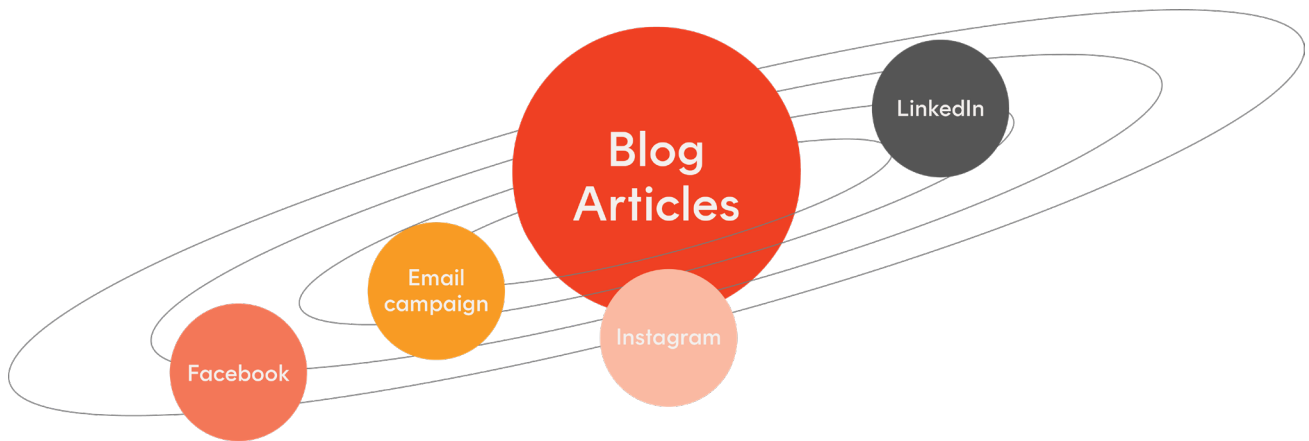 Blog
Articles
LinkedIn
Email
campaign
Instagram
Facebook